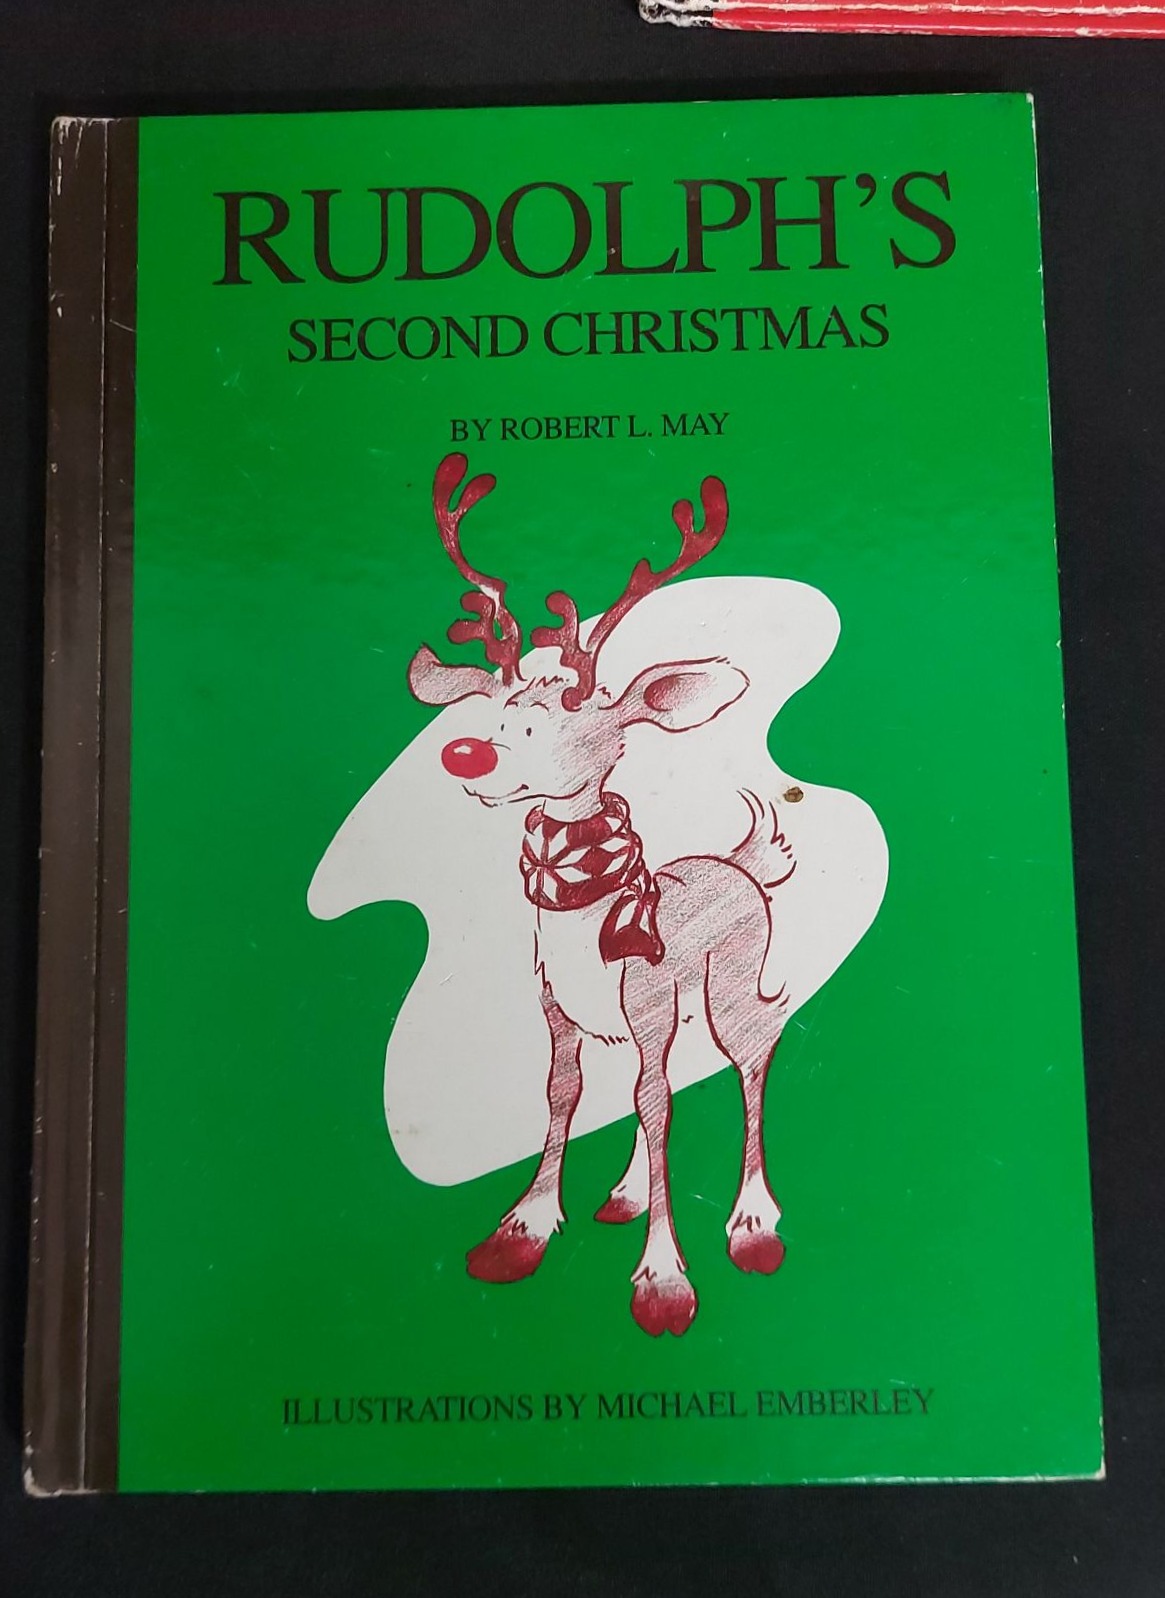 RUDOLPH'S
SECOND CHRISTMAS
BY ROBERT L. MAY
ILLUSTRATIONS BY MICHAEL EMBERLEY